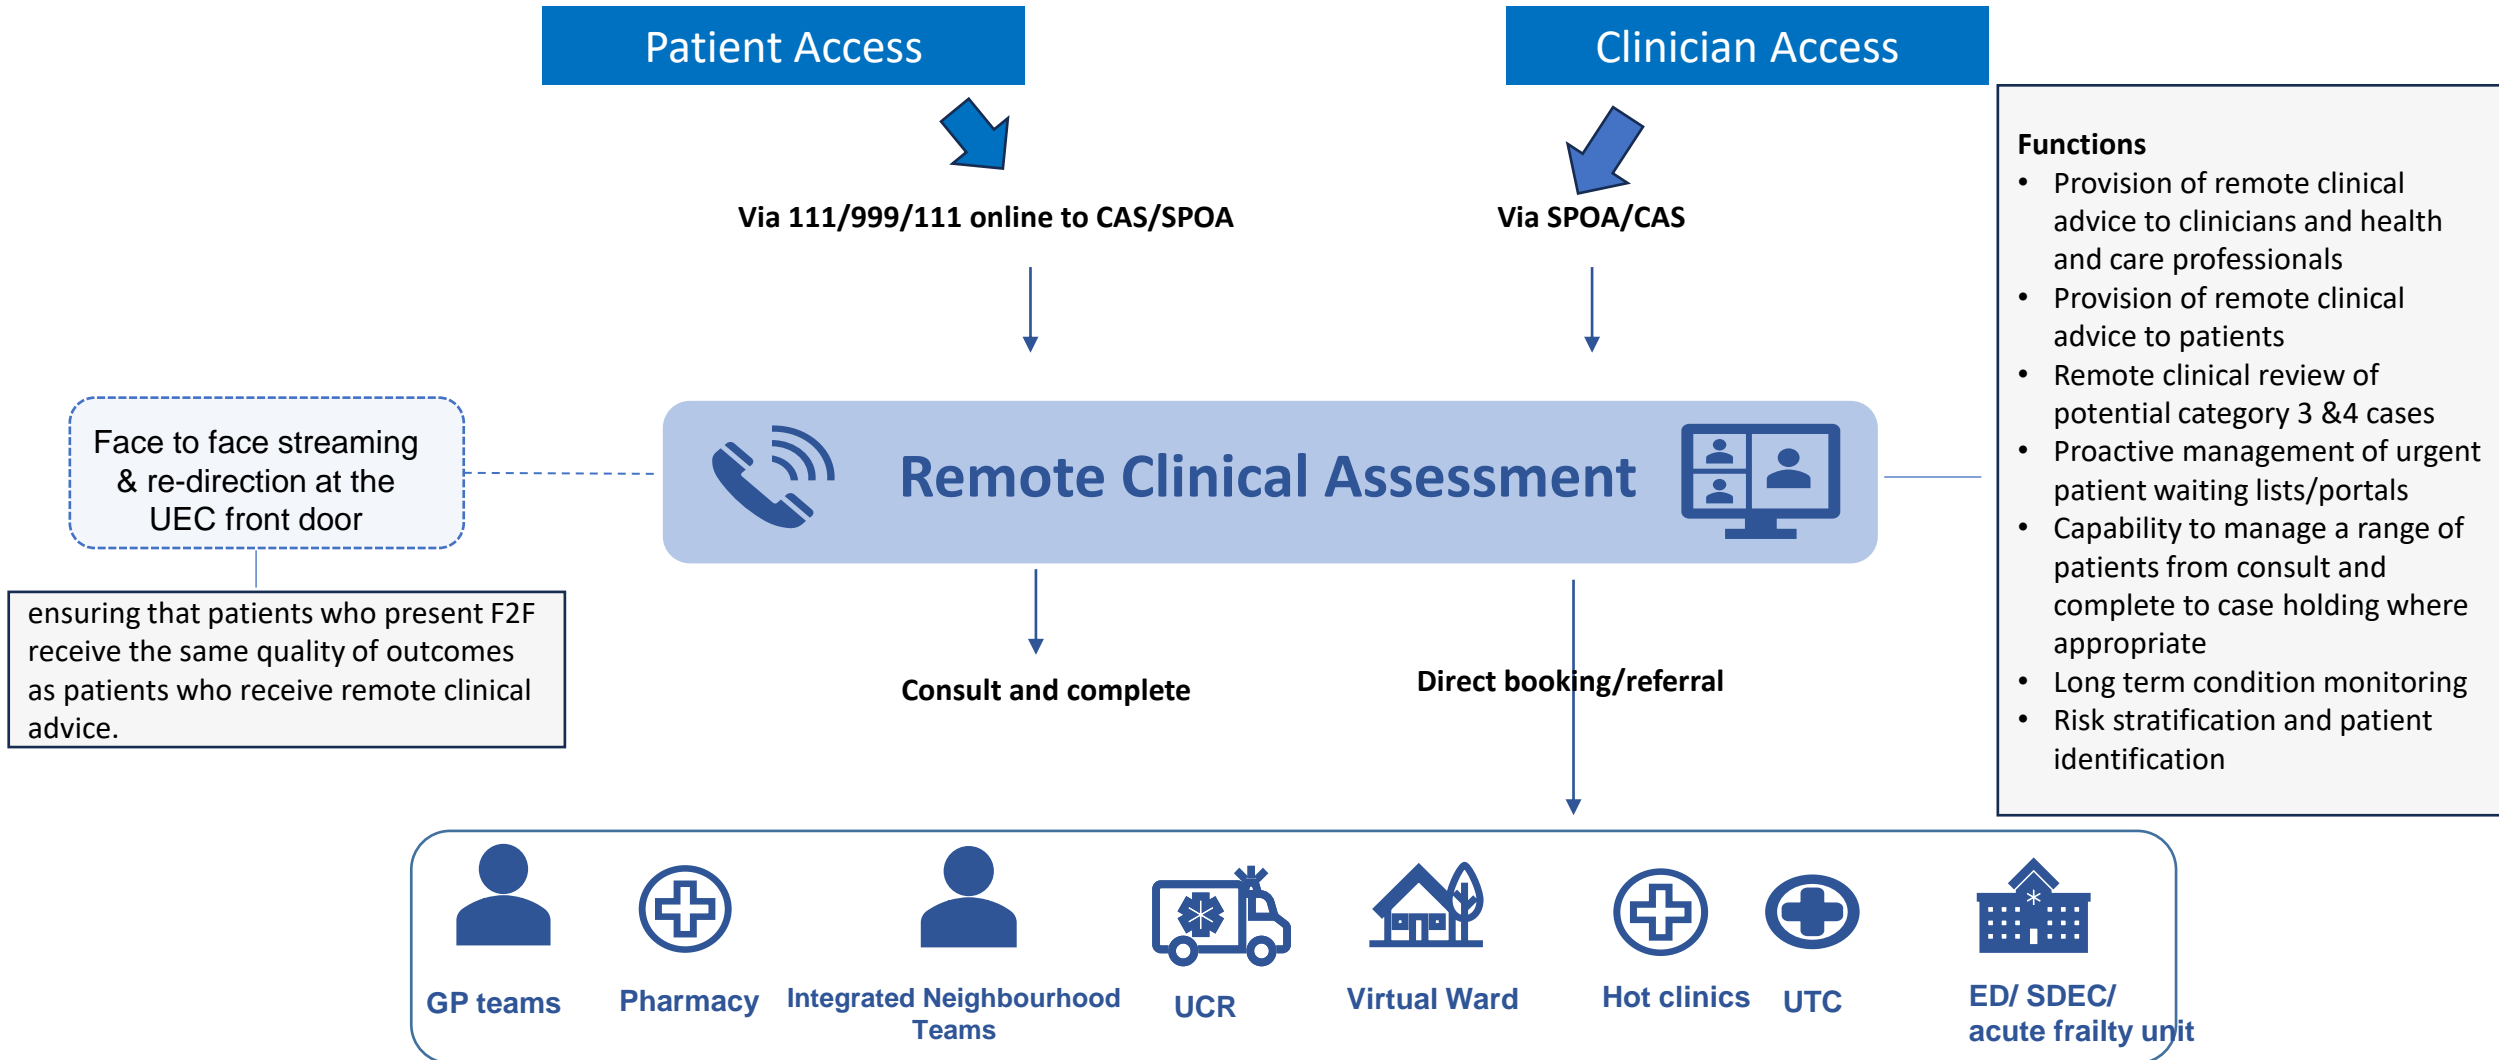 Patient Access
Clinician Access
Via 111/999/111 online to CAS/SPOA
Via SPOA/CAS
Functions
• Provision of remote clinical
advice to clinicians and health
and care professionals
• Provision of remote clinical
advice to patients
• Remote clinical review of
potential category 3 &4 cases
• Proactive management of urgent
patient waiting lists/portals
• Capability to manage a range of
patients from consult and
complete to case holding where
appropriate
• Long term condition monitoring
• Risk stratification and patient
identification
Face to face streaming
& re-direction at the
UEC front door
Remote Clinical Assessment
ensuring that patients who present F2F
receive the same quality of outcomes
as patients who receive remote clinical
advice.
Consult and complete
Direct booking/referral
GP teams
Pharmacy
Integrated Neighbourhood
Teams
UCR
Virtual Ward
Hot clinics
UTC
ED/ SDEC/
acute frailty unit